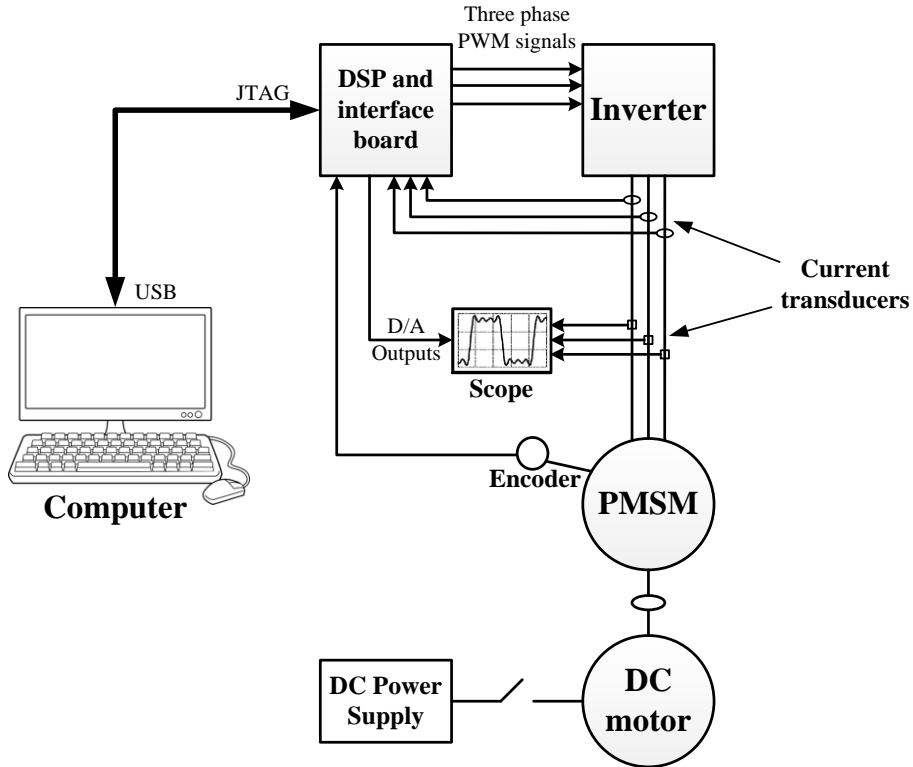 Three phase
PWM signals
DSP and
interface
board
Inverter
JTAG
USB
Current
transducers
D/A
Outputs
Scope
Encoder
Computer
PMSM
DC Power
Supply
DC
motor